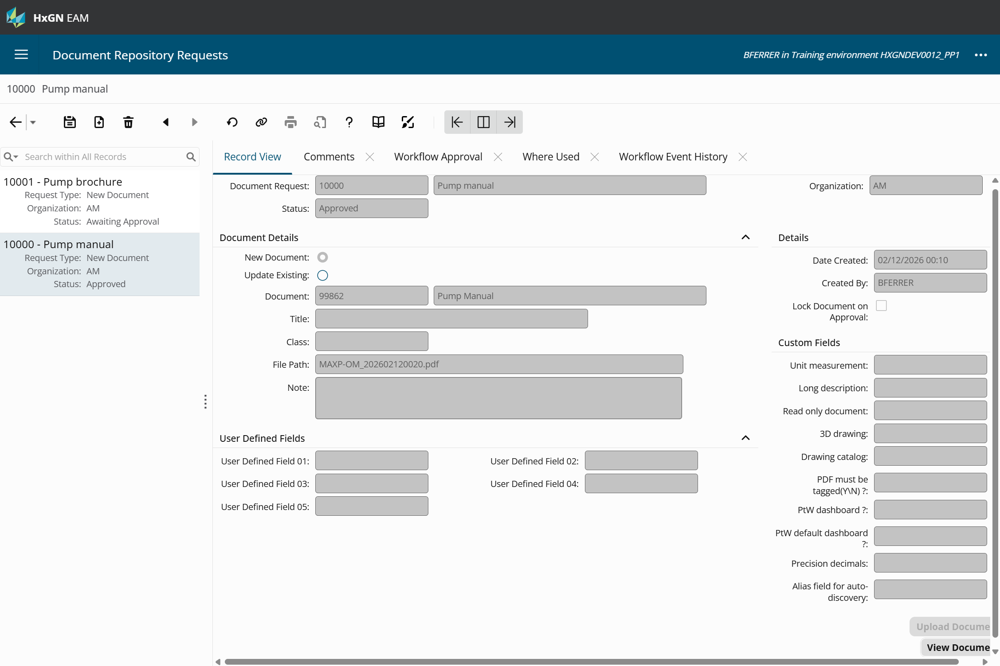 HxGN EAM
Document Repository Requests
BFERRER in Training environment HXGNDEV0012_PP1
10000 Pump manual
Search within All Records
10001 - Pump brochure
Request Type: New Document
Organization: AM
Status: Awaiting Approval
10000 - Pump manual
Request Type: New Document
Organization: AM
Status: Approved
Record View
Comments
Workflow Approval
Where Used
Workflow Event History
Document Request: 10000 Pump manual
Organization: AM
Status: Approved
Document Details
New Document:
Update Existing:
Document: 99862 Pump Manual
Title:
Class:
File Path: MAXP-OM_202602120020.pdf
Note:
User Defined Fields
User Defined Field 01:
User Defined Field 02:
User Defined Field 03:
User Defined Field 04:
User Defined Field 05:
Details
Date Created: 02/12/2026 00:10
Created By: BFERRER
Lock Document on
Approval:
Custom Fields
Unit measurement:
Long description:
Read only document:
3D drawing:
Drawing catalog:
PDF must be
tagged(Y\N) ?:
PtW dashboard ?:
PtW default dashboard
?:
Precision decimals:
Alias field for auto-
discovery:
Upload Docume
View Docume